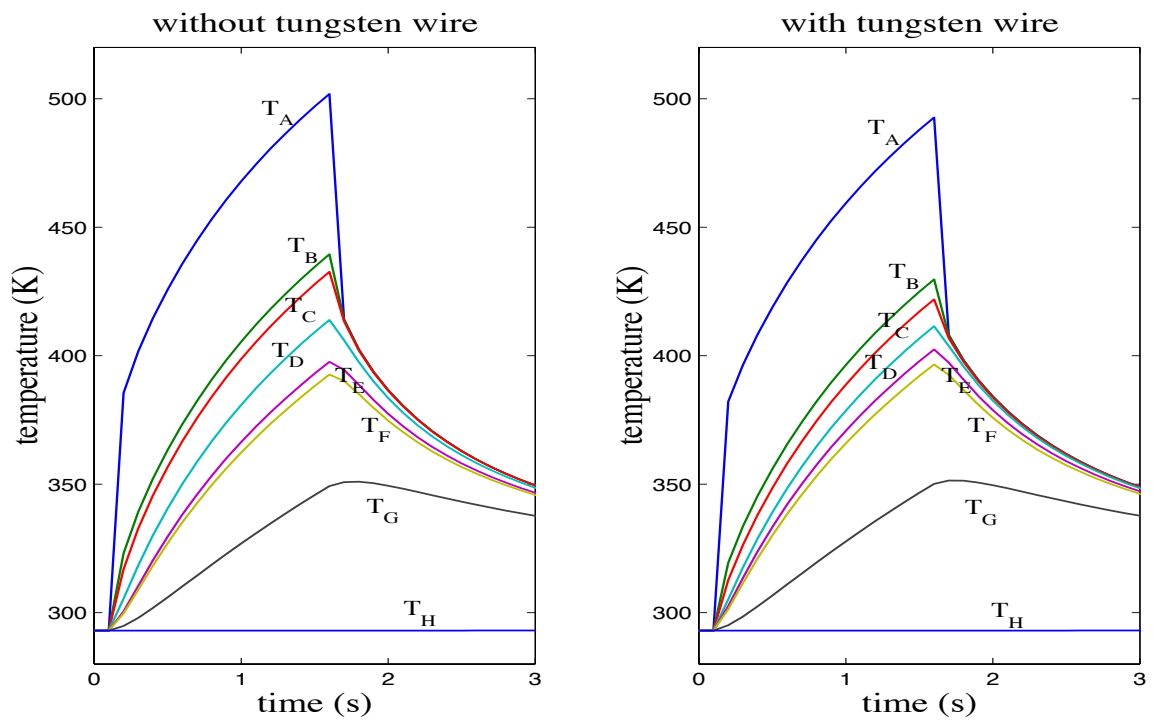 without tungsten wire
temperature (K)
500
450
400
350
300
T_A
T_B
T_C
T_D
T_E
T_F
T_G
T_H
0
1
2
3
time (s)
with tungsten wire
temperature (K)
500
450
400
350
300
T_A
T_B
T_C
T_D
T_E
T_F
T_G
T_H
0
1
2
3
time (s)